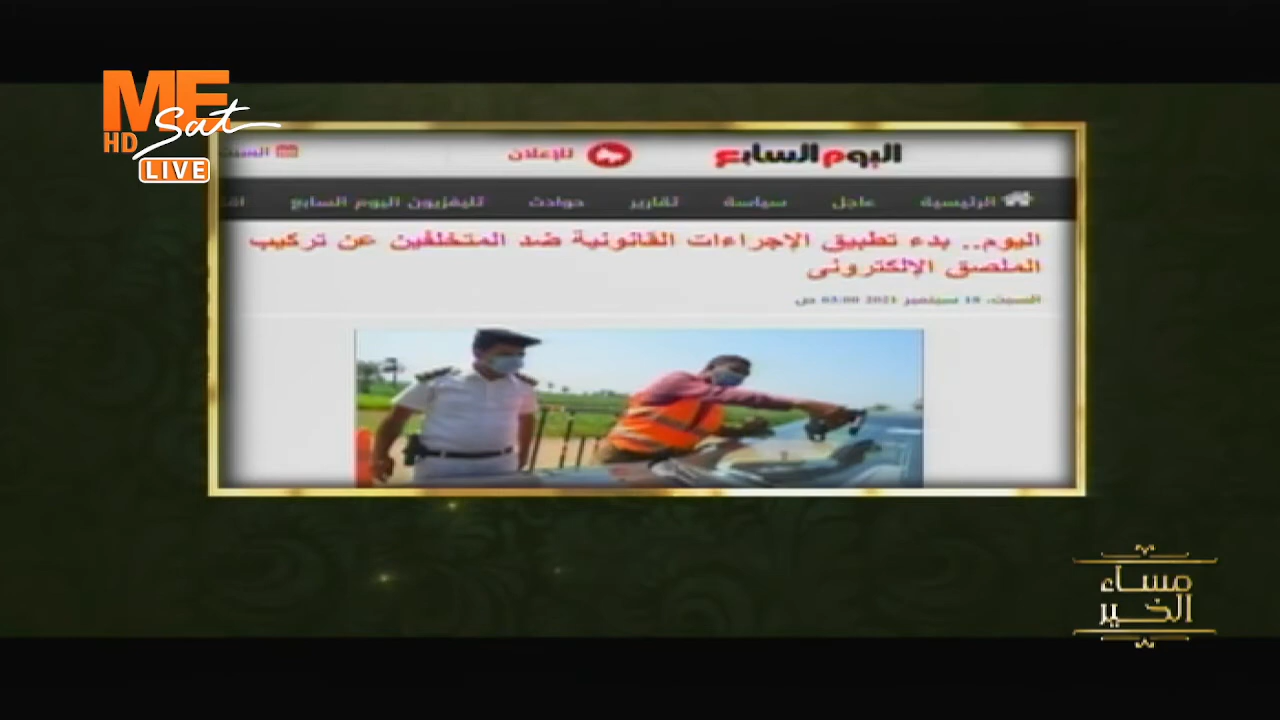 ME
HD Sat
LIVE
اليوم السابع
للإعلان
السبت
الرئيسية عاجل سياسة تقارير حوادث تليفزيون اليوم السابع
اليوم.. بدء تطبيق الإجراءات القانونية ضد المتخلفين عن تركيب
الملصق الإلكترونى
السبت، 18 سبتمبر 2021 03:00 ص
مساء
الخير